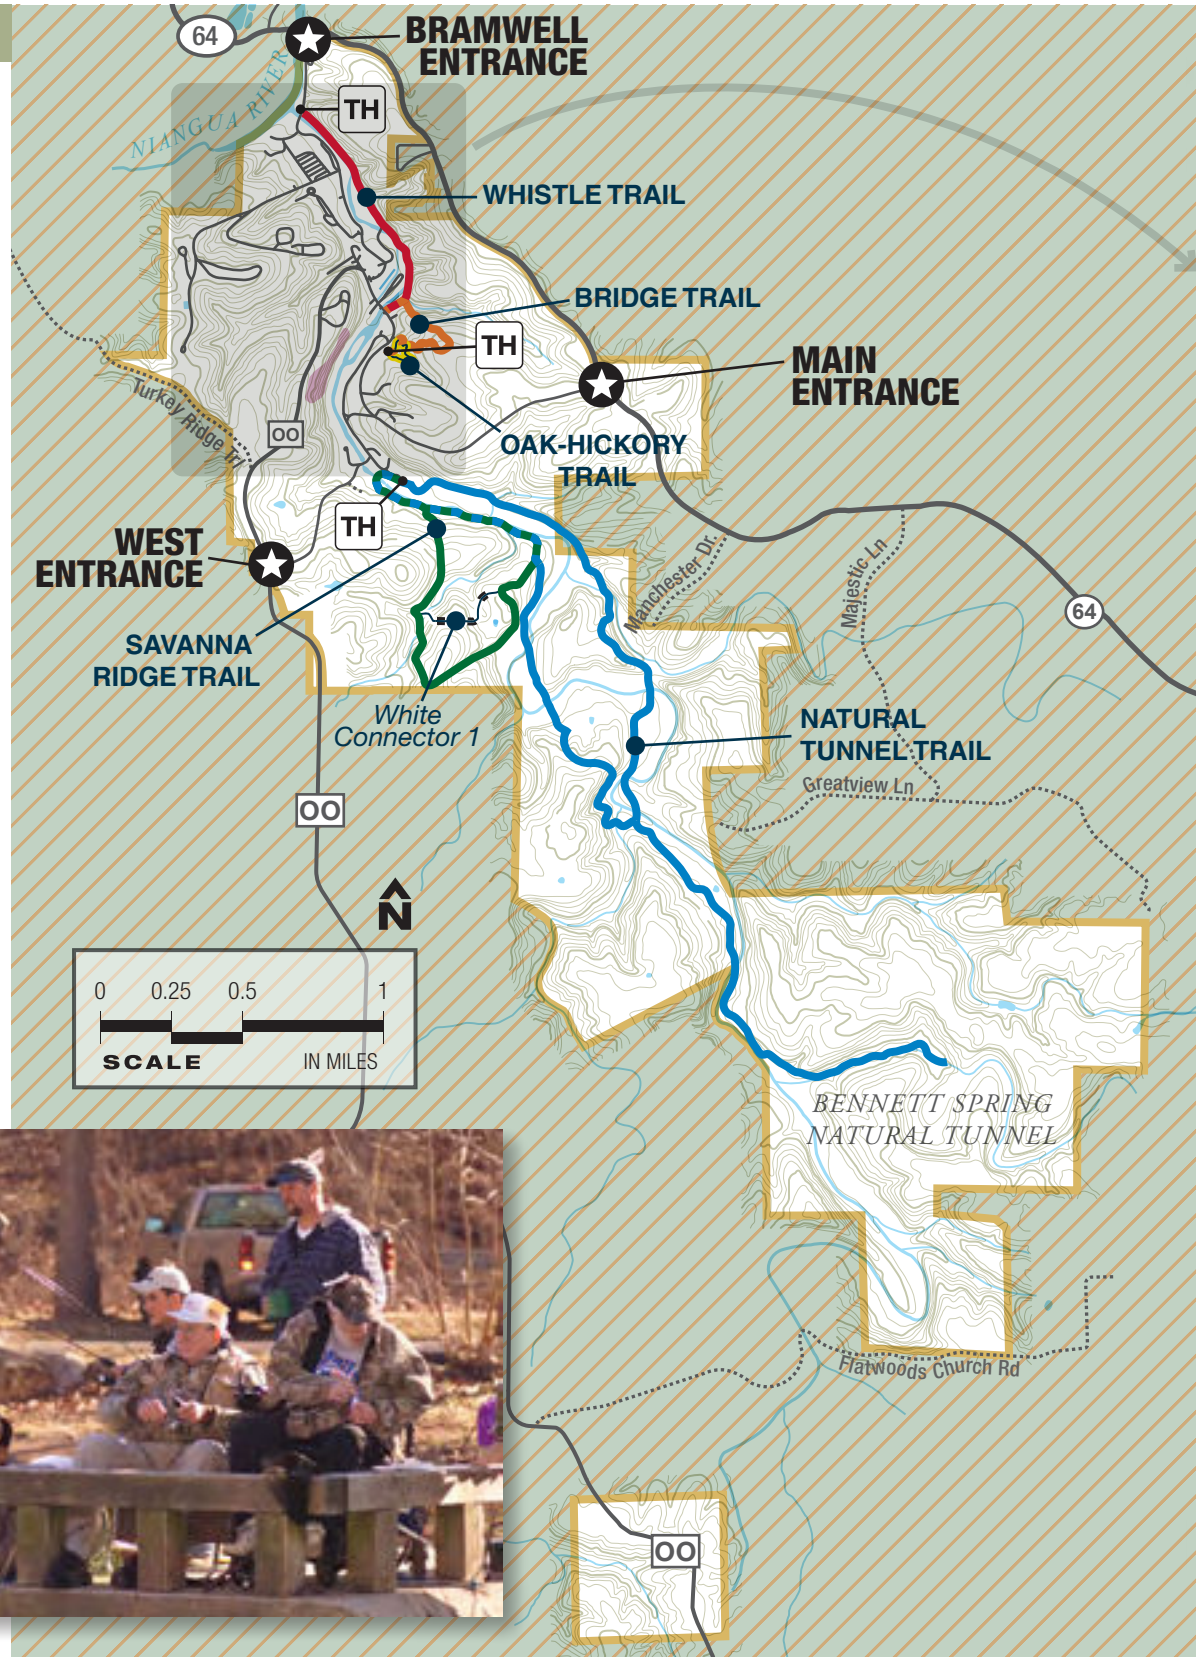 64
BRAMWELL
ENTRANCE
NIANGUA RIVER
TH
WHISTLE TRAIL
BRIDGE TRAIL
TH
MAIN
ENTRANCE
Turkey Ridge Trl
OO
OAK-HICKORY
TRAIL
TH
WEST
ENTRANCE
Manchester Dr.
Majestic Ln
64
SAVANNA
RIDGE TRAIL
White
Connector 1
NATURAL
TUNNEL TRAIL
Greatview Ln
OO
N
0 0.25 0.5 1
SCALE IN MILES
BENNETT SPRING
NATURAL TUNNEL
Flatwoods Church Rd
OO